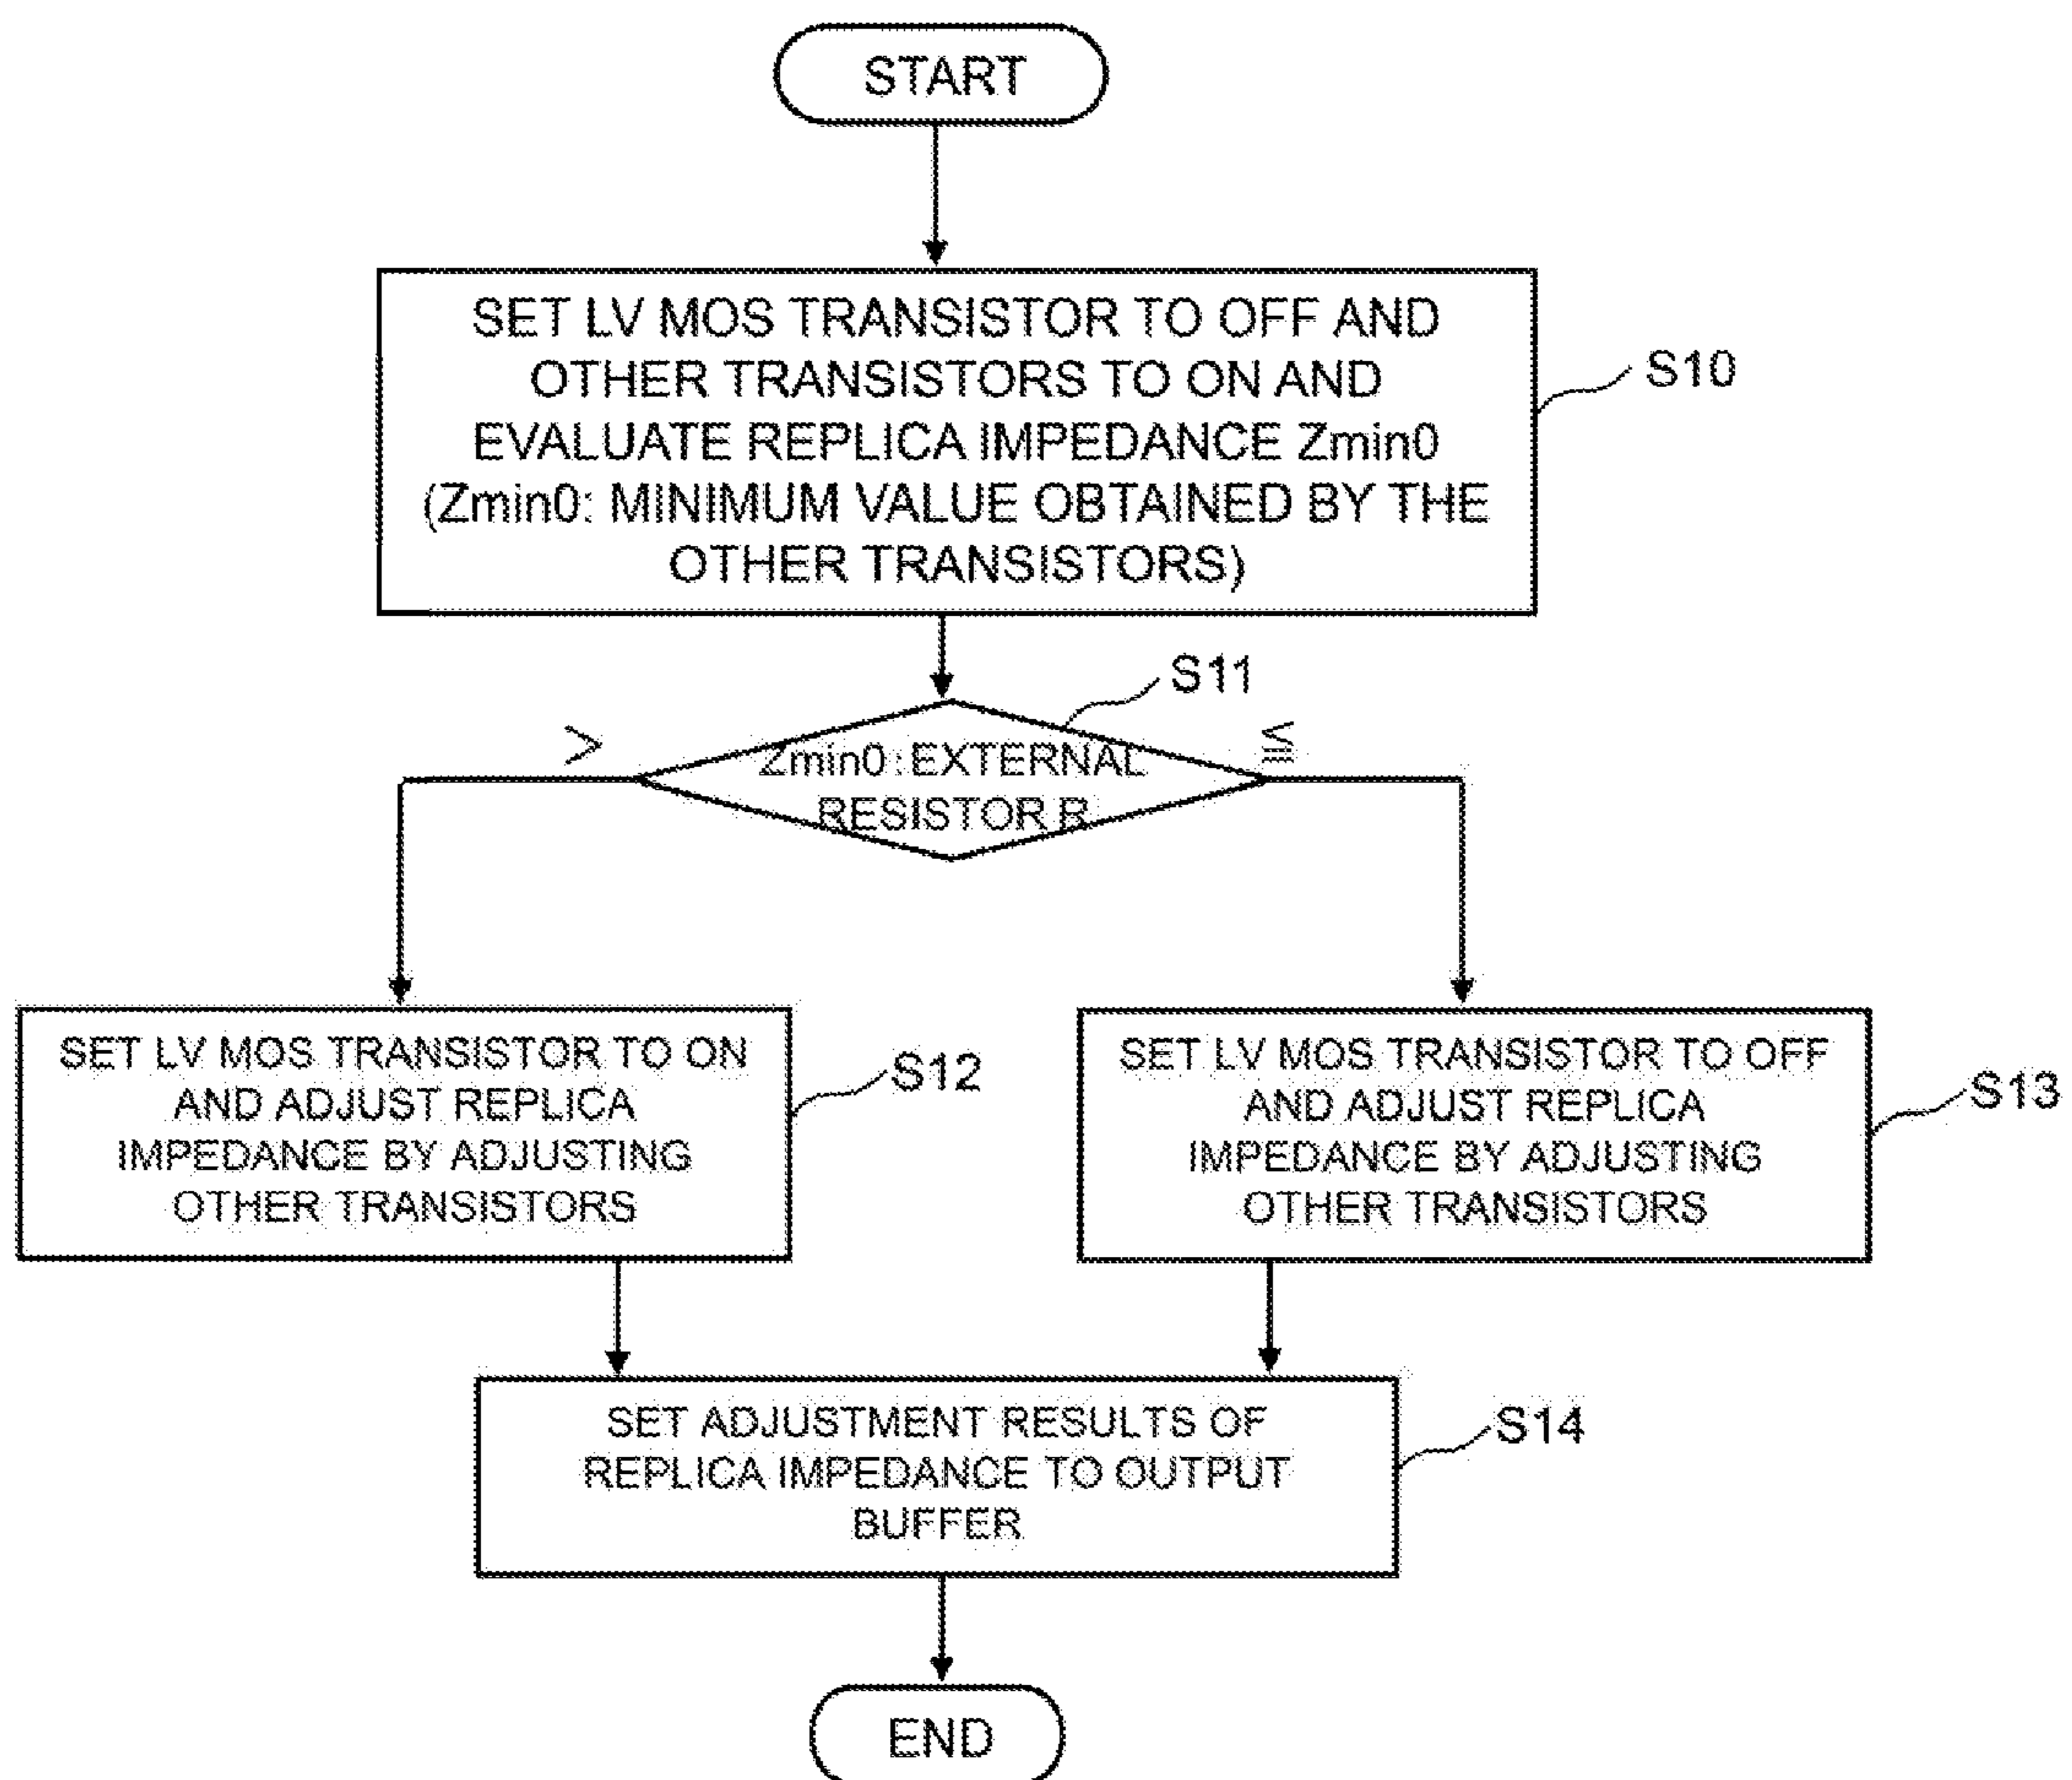 START
SET LV MOS TRANSISTOR TO OFF AND
OTHER TRANSISTORS TO ON AND
EVALUATE REPLICA IMPEDANCE Zmin0
(Zmin0: MINIMUM VALUE OBTAINED BY THE
OTHER TRANSISTORS)
S10
S11
>
Zmin0: EXTERNAL
RESISTOR R
≦
SET LV MOS TRANSISTOR TO ON
AND ADJUST REPLICA
IMPEDANCE BY ADJUSTING
OTHER TRANSISTORS
S12
SET LV MOS TRANSISTOR TO OFF
AND ADJUST REPLICA
IMPEDANCE BY ADJUSTING
OTHER TRANSISTORS
S13
SET ADJUSTMENT RESULTS OF
REPLICA IMPEDANCE TO OUTPUT
BUFFER
S14
END